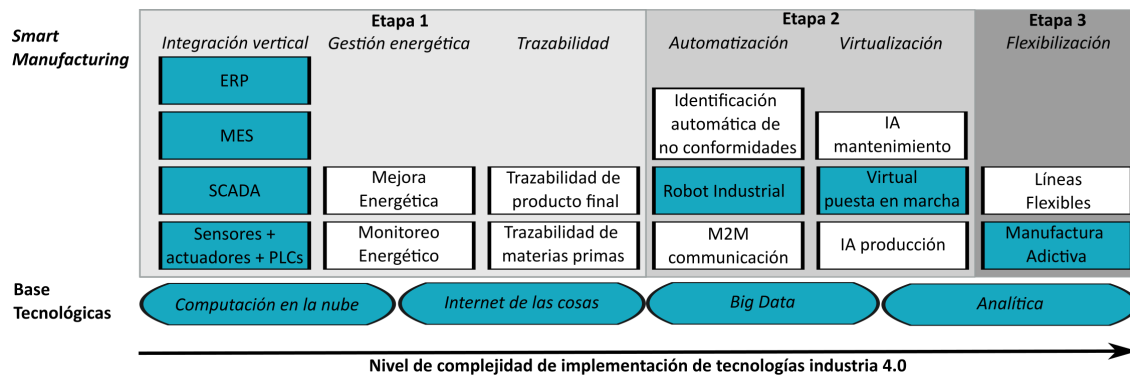 Etapa 1
Etapa 2
Etapa 3
Smart
Manufacturing
Integración vertical
Gestión energética
Trazabilidad
Automatización
Virtualización
Flexibilización
ERP
MES
SCADA
Sensores +
actuadores + PLCs
Mejora
Energética
Monitoreo
Energético
Trazabilidad de
producto final
Trazabilidad de
materias primas
Identificación
automática de
no conformidades
Robot Industrial
M2M
comunicación
IA
mantenimiento
Virtual
puesta en marcha
IA producción
Líneas
Flexibles
Manufactura
Adictiva
Base
Tecnológicas
Computación en la nube
Internet de las cosas
Big Data
Analítica
Nivel de complejidad de implementación de tecnologías industria 4.0